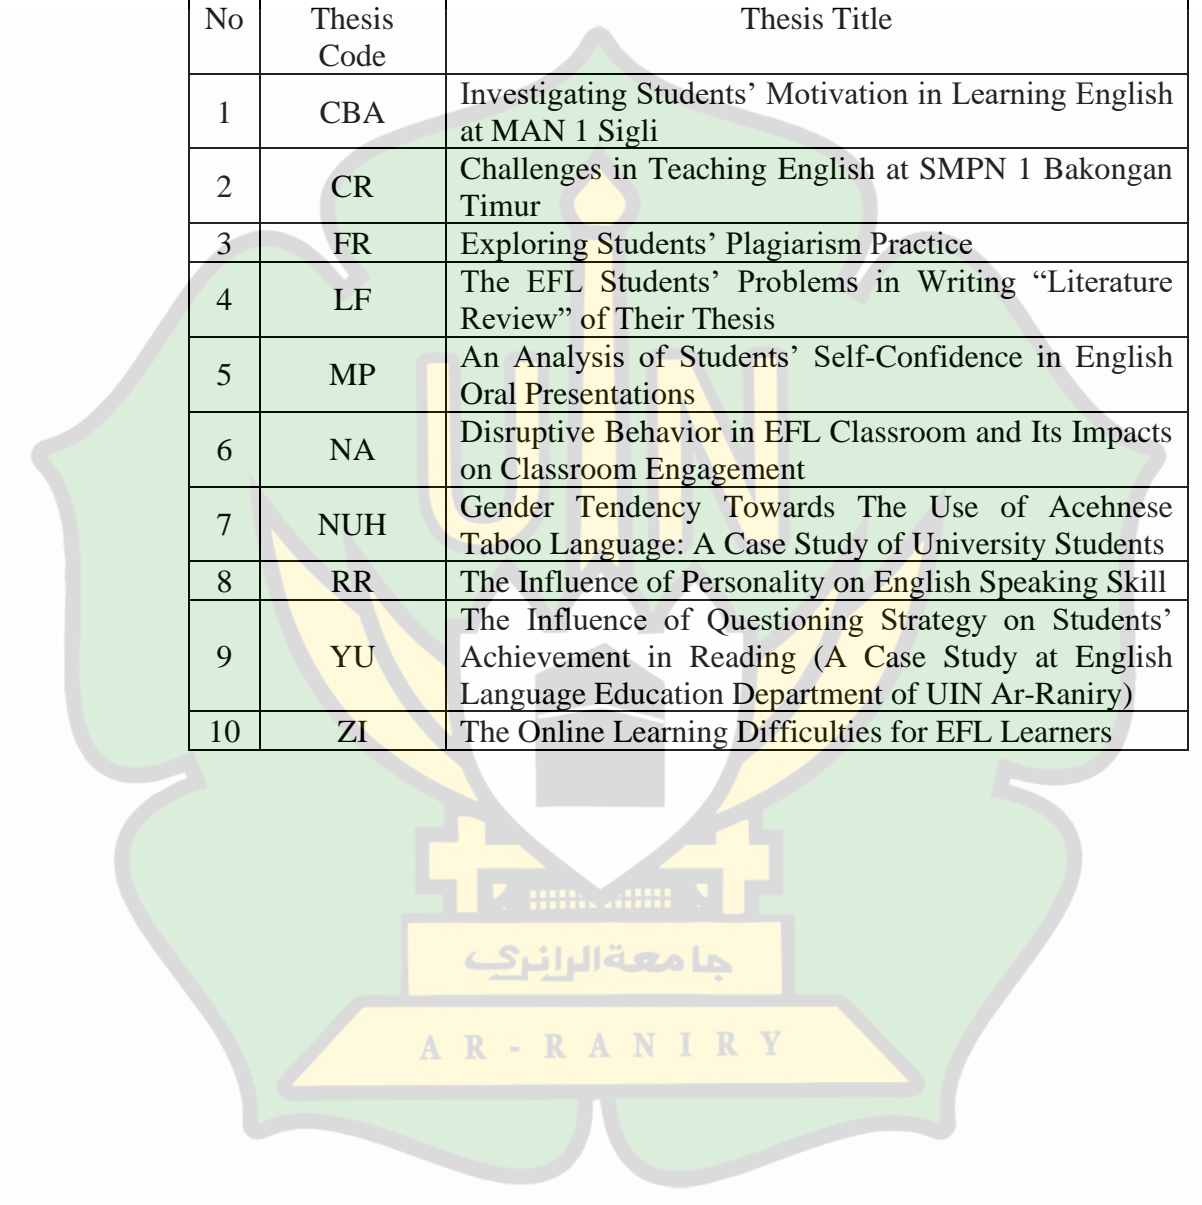 No Thesis Code Thesis Title
1 CBA Investigating Students’ Motivation in Learning English
at MAN 1 Sigli
2 CR Challenges in Teaching English at SMPN 1 Bakongan
Timur
3 FR Exploring Students’ Plagiarism Practice
4 LF The EFL Students’ Problems in Writing “Literature
Review” of Their Thesis
5 MP An Analysis of Students’ Self-Confidence in English
Oral Presentations
6 NA Disruptive Behavior in EFL Classroom and Its Impacts
on Classroom Engagement
7 NUH Gender Tendency Towards The Use of Acehnese
Taboo Language: A Case Study of University Students
8 RR The Influence of Personality on English Speaking Skill
9 YU The Influence of Questioning Strategy on Students’
Achievement in Reading (A Case Study at English
Language Education Department of UIN Ar-Raniry)
10 ZI The Online Learning Difficulties for EFL Learners
UIN
جامعةالرانري
AR-RANIRY